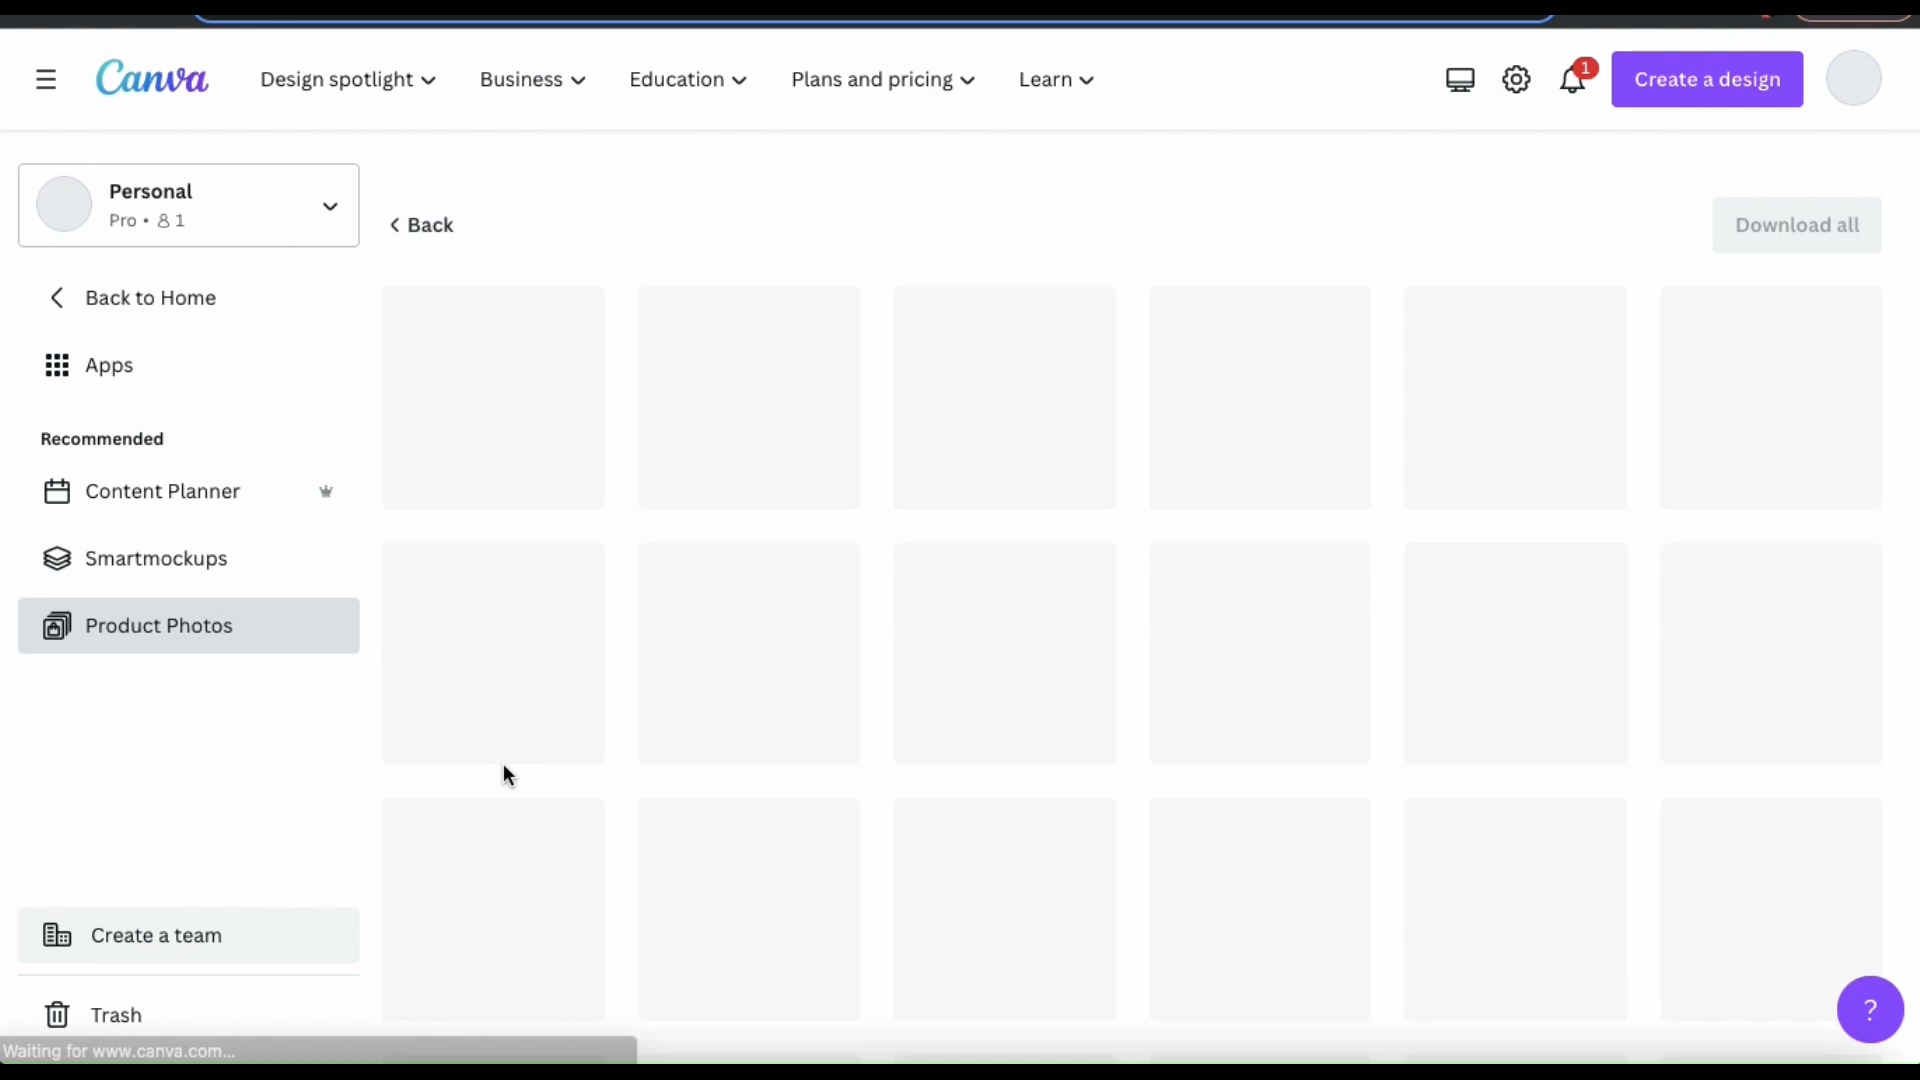 Canva
Design spotlight
Business
Education
Plans and pricing
Learn
1
Create a design
Personal
Pro • 1
Back
Download all
Back to Home
Apps
Recommended
Content Planner
Smartmockups
Product Photos
Create a team
Trash
?
Waiting for www.canva.com...